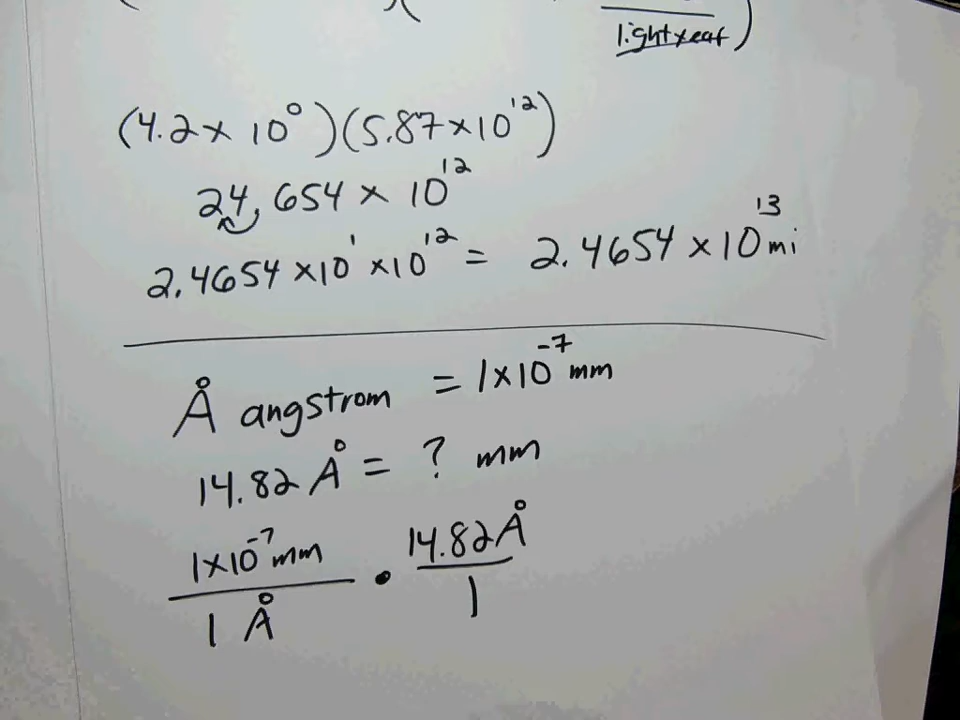 lightyear)
(4.2 × 10⁰)(5.87 × 10¹²)
24,654 × 10¹²
2.4654 × 10¹ × 10¹² = 2.4654 × 10¹³ mi
Å angstrom = 1 × 10⁻⁷ mm
14.82 Å = ? mm
1 × 10⁻⁷ mm / 1 Å • 14.82 Å / 1